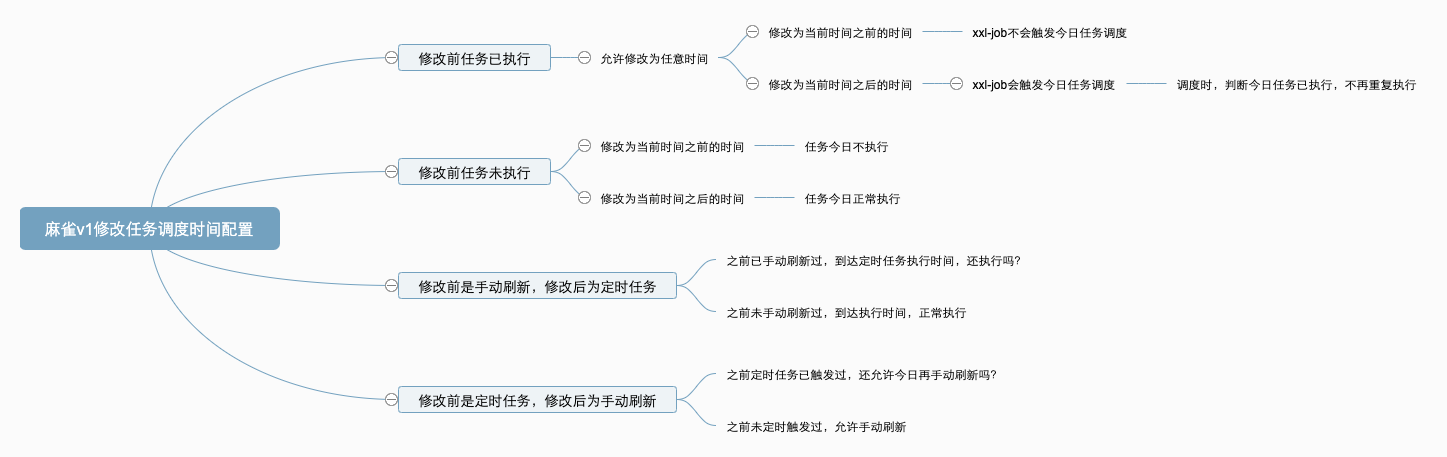 麻雀v1修改任务调度时间配置
修改前任务已执行
允许修改为任意时间
修改为当前时间之前的时间
xxl-job不会触发今日任务调度
修改为当前时间之后的时间
xxl-job会触发今日任务调度
调度时，判断今日任务已执行，不再重复执行
修改前任务未执行
修改为当前时间之前的时间
任务今日不执行
修改为当前时间之后的时间
任务今日正常执行
修改前是手动刷新，修改后为定时任务
之前已手动刷新过，到达定时任务执行时间，还执行吗？
之前未手动刷新过，到达执行时间，正常执行
修改前是定时任务，修改后为手动刷新
之前定时任务已触发过，还允许今日再手动刷新吗？
之前未定时触发过，允许手动刷新